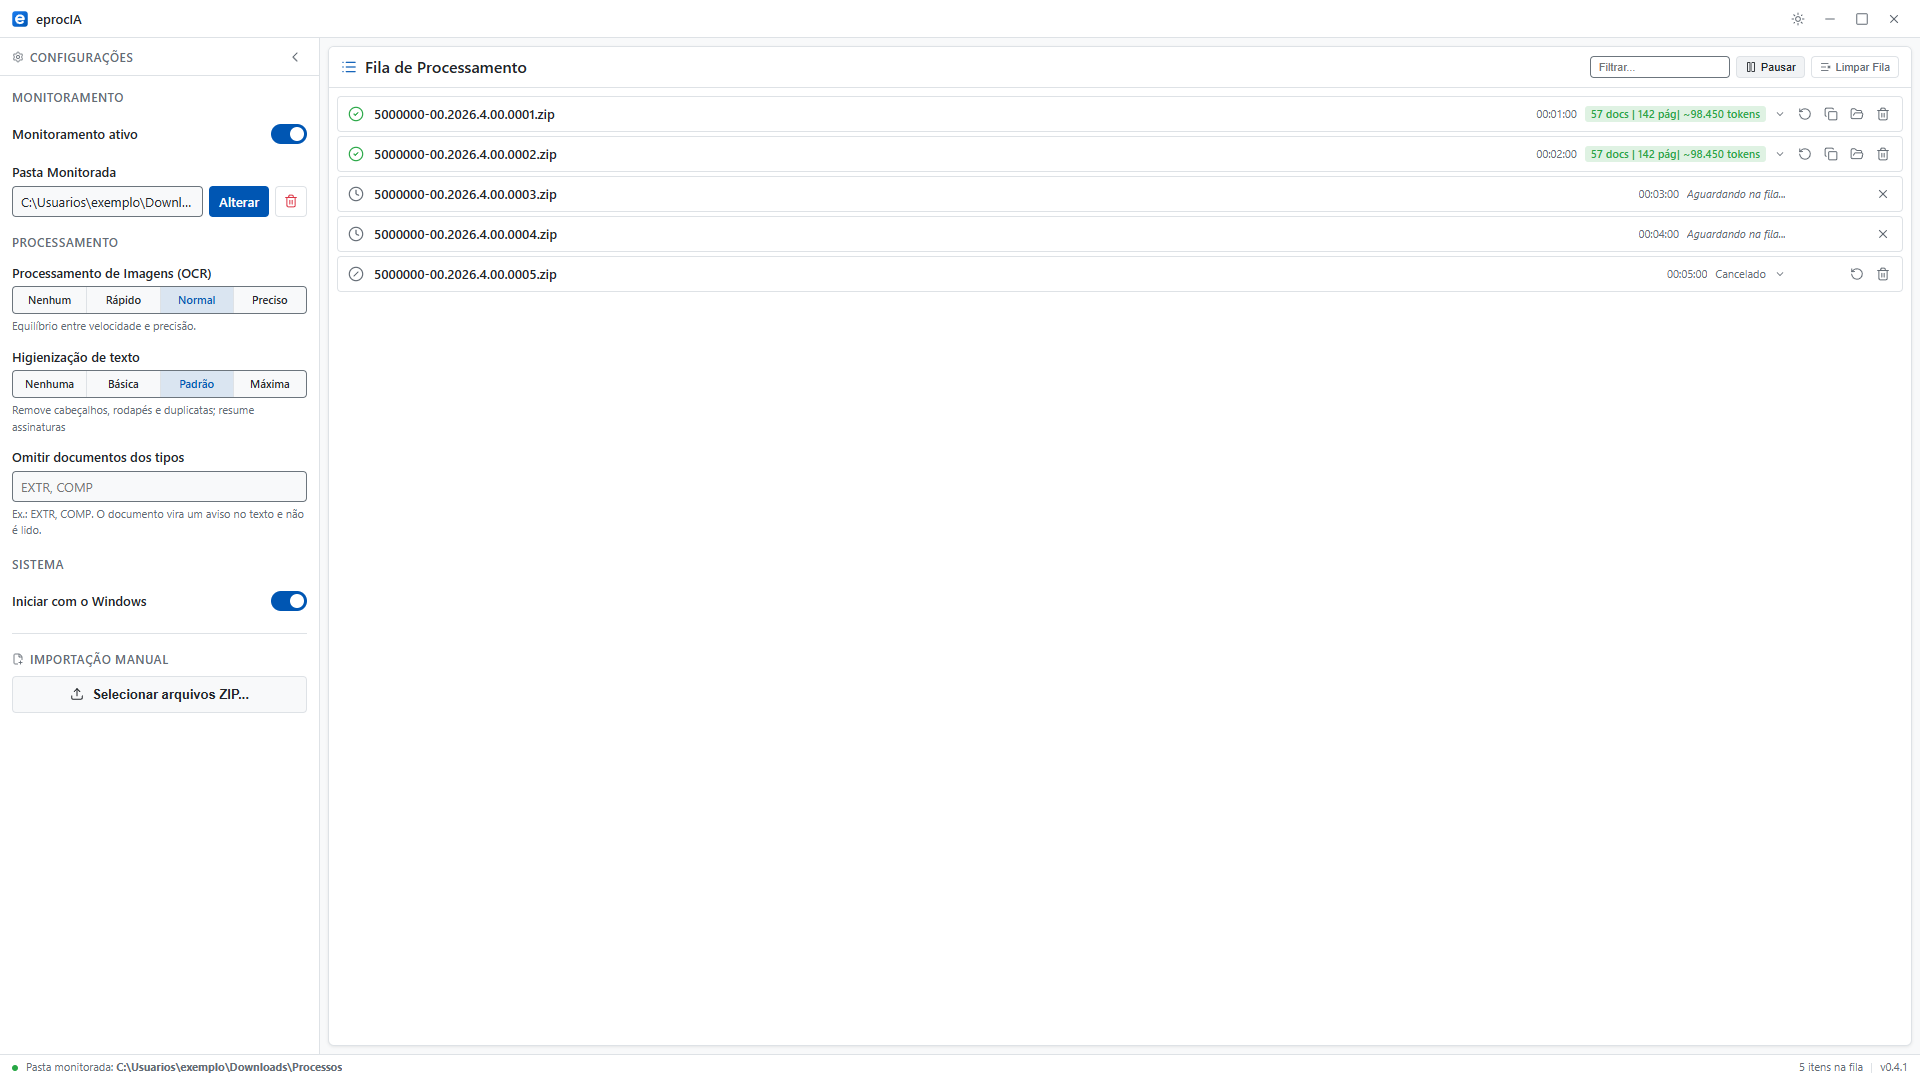 eprocIA
CONFIGURAÇÕES
MONITORAMENTO
Monitoramento ativo
Pasta Monitorada
C:\Usuarios\exemplo\Downl...
Alterar
PROCESSAMENTO
Processamento de Imagens (OCR)
Nenhum Rápido Normal Preciso
Equilíbrio entre velocidade e precisão.
Higienização de texto
Nenhuma Básica Padrão Máxima
Remove cabeçalhos, rodapés e duplicatas; resume
assinaturas
Omitir documentos dos tipos
EXTR, COMP
Ex.: EXTR, COMP. O documento vira um aviso no texto e não
é lido.
SISTEMA
Iniciar com o Windows
IMPORTAÇÃO MANUAL
Selecionar arquivos ZIP...
Fila de Processamento
Filtrar...
Pausar
Limpar Fila
5000000-00.2026.4.00.0001.zip 00:01:00 57 docs | 142 pág| ~98.450 tokens
5000000-00.2026.4.00.0002.zip 00:02:00 57 docs | 142 pág| ~98.450 tokens
5000000-00.2026.4.00.0003.zip 00:03:00 Aguardando na fila...
5000000-00.2026.4.00.0004.zip 00:04:00 Aguardando na fila...
5000000-00.2026.4.00.0005.zip 00:05:00 Cancelado
Pasta monitorada: C:\Usuarios\exemplo\Downloads\Processos
5 itens na fila
v0.4.1